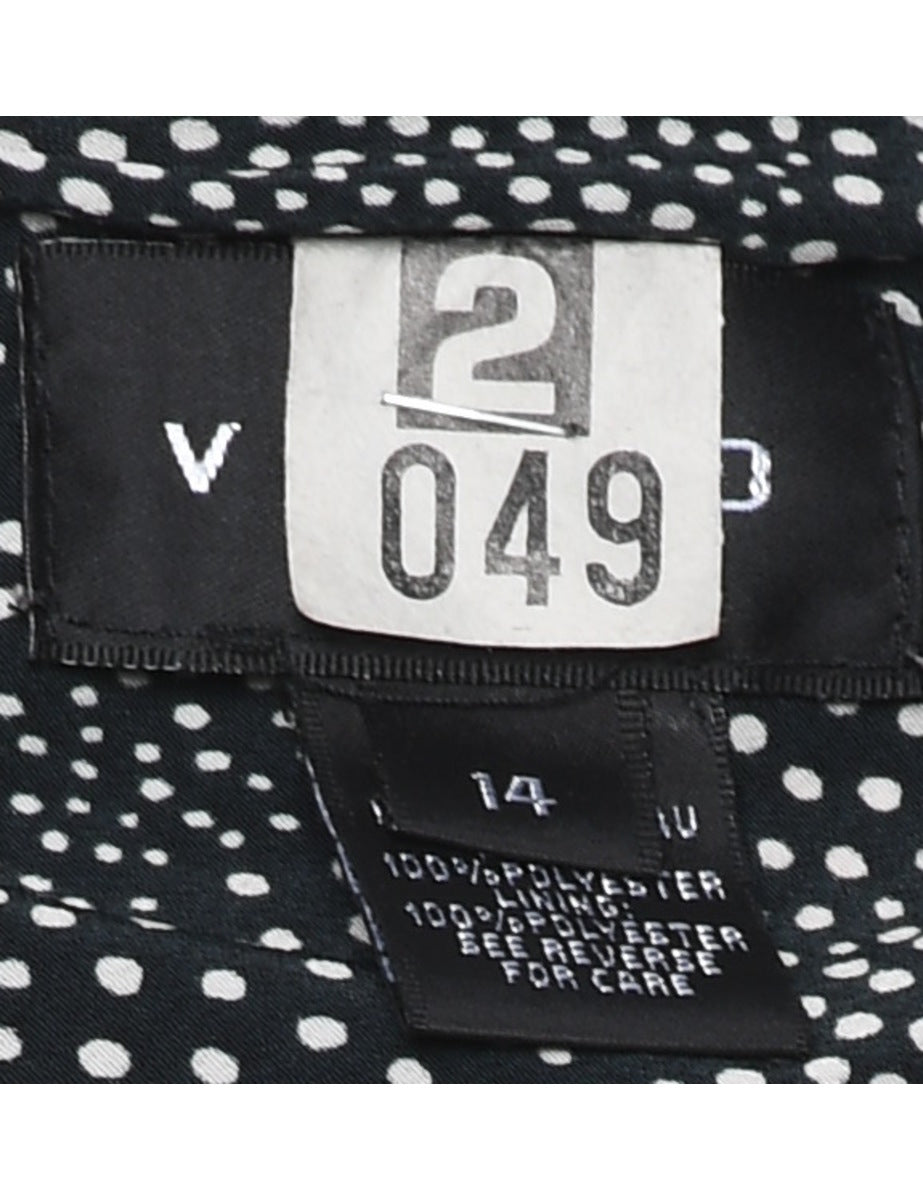 2
V
049
14
100%POLYESTER
LINING:
100%POLYESTER
SEE REVERSE
FOR CARE